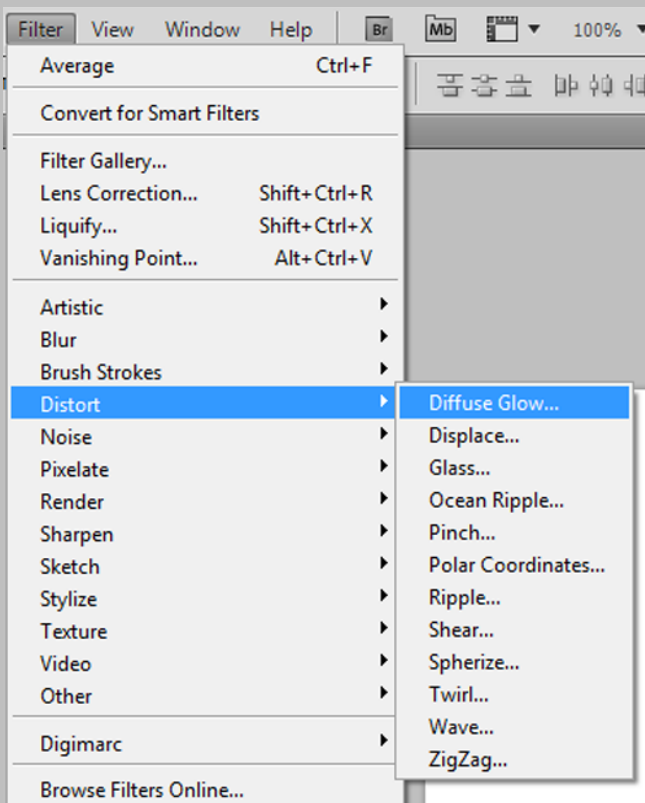 Filter View Window Help Br Mb 100%
Average Ctrl+F
Convert for Smart Filters
Filter Gallery...
Lens Correction... Shift+Ctrl+R
Liquify... Shift+Ctrl+X
Vanishing Point... Alt+Ctrl+V
Artistic
Blur
Brush Strokes
Distort
Noise
Pixelate
Render
Sharpen
Sketch
Stylize
Texture
Video
Other
Digimarc
Browse Filters Online...
Diffuse Glow...
Displace...
Glass...
Ocean Ripple...
Pinch...
Polar Coordinates...
Ripple...
Shear...
Spherize...
Twirl...
Wave...
ZigZag...